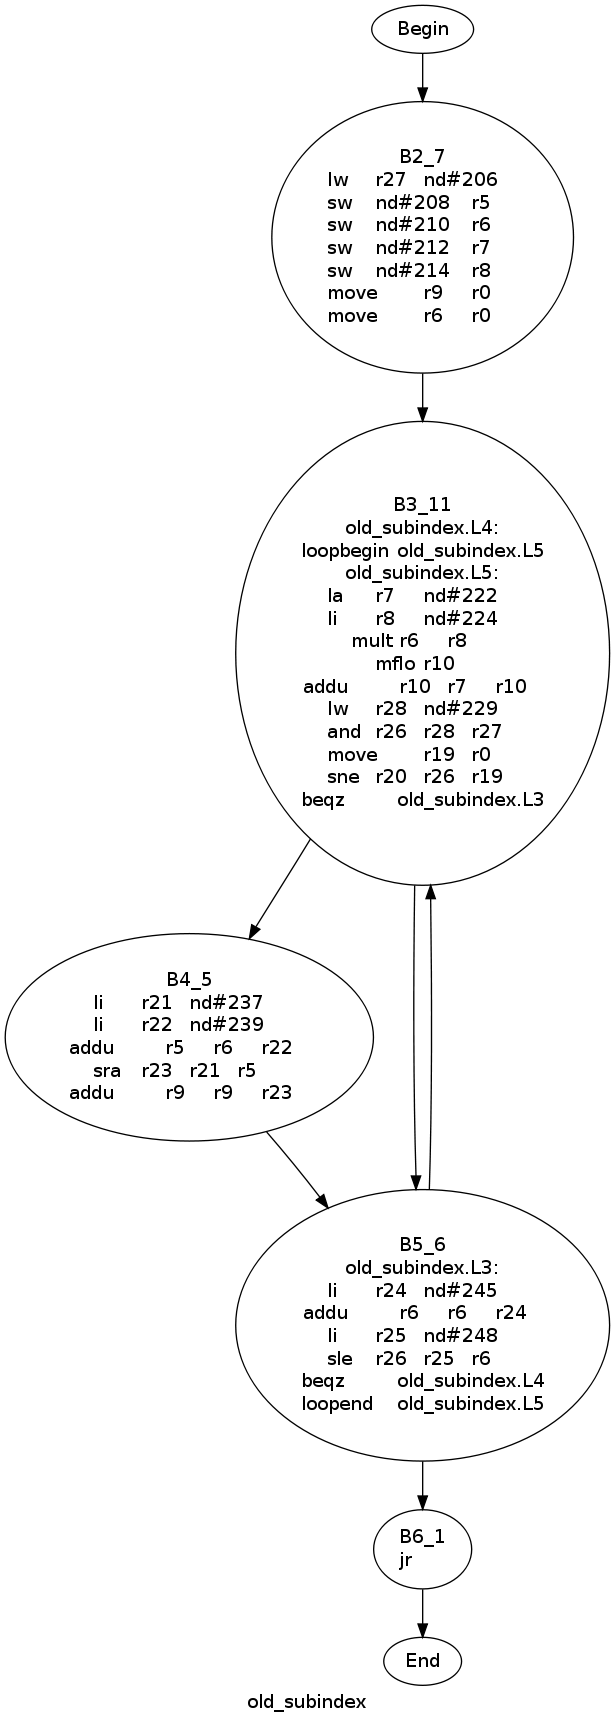 Begin
B2_7
lw r27 nd#206
sw nd#208 r5
sw nd#210 r6
sw nd#212 r7
sw nd#214 r8
move r9 r0
move r6 r0
B3_11
old_subindex.L4:
loopbegin old_subindex.L5
old_subindex.L5:
la r7 nd#222
li r8 nd#224
mult r6 r8
mflo r10
addu r10 r7 r10
lw r28 nd#229
and r26 r28 r27
move r19 r0
sne r20 r26 r19
beqz old_subindex.L3
B4_5
li r21 nd#237
li r22 nd#239
addu r5 r6 r22
sra r23 r21 r5
addu r9 r9 r23
B5_6
old_subindex.L3:
li r24 nd#245
addu r6 r6 r24
li r25 nd#248
sle r26 r25 r6
beqz old_subindex.L4
loopend old_subindex.L5
B6_1
jr
End
old_subindex